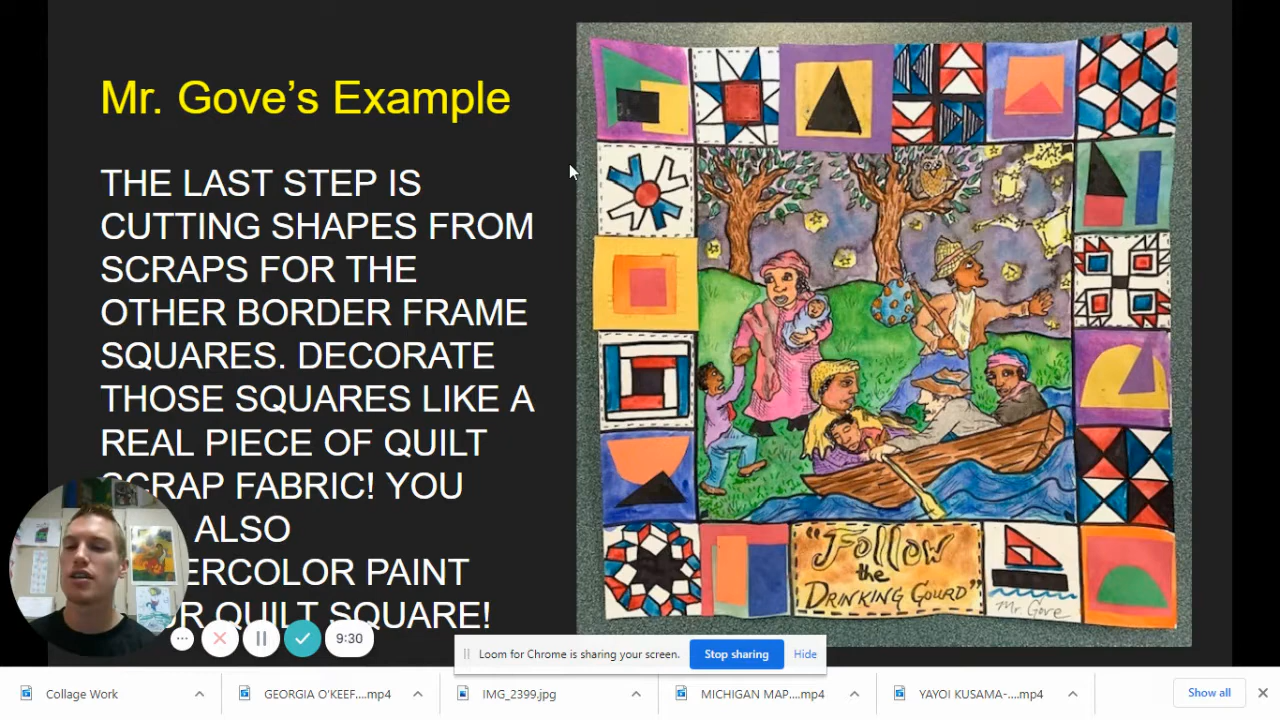 Mr. Gove's Example
THE LAST STEP IS
CUTTING SHAPES FROM
SCRAPS FOR THE
OTHER BORDER FRAME
SQUARES. DECORATE
THOSE SQUARES LIKE A
REAL PIECE OF QUILT
SCRAP FABRIC! YOU
ALSO
ERCOLOR PAINT
R QUILT SQUARE!
"Follow
the
DRINKING GOURD"
Mr. Gove
9:30
Loom for Chrome is sharing your screen.
Stop sharing
Hide
Collage Work
GEORGIA O'KEEF....mp4
IMG_2399.jpg
MICHIGAN MAP....mp4
YAYOI KUSAMA-....mp4
Show all